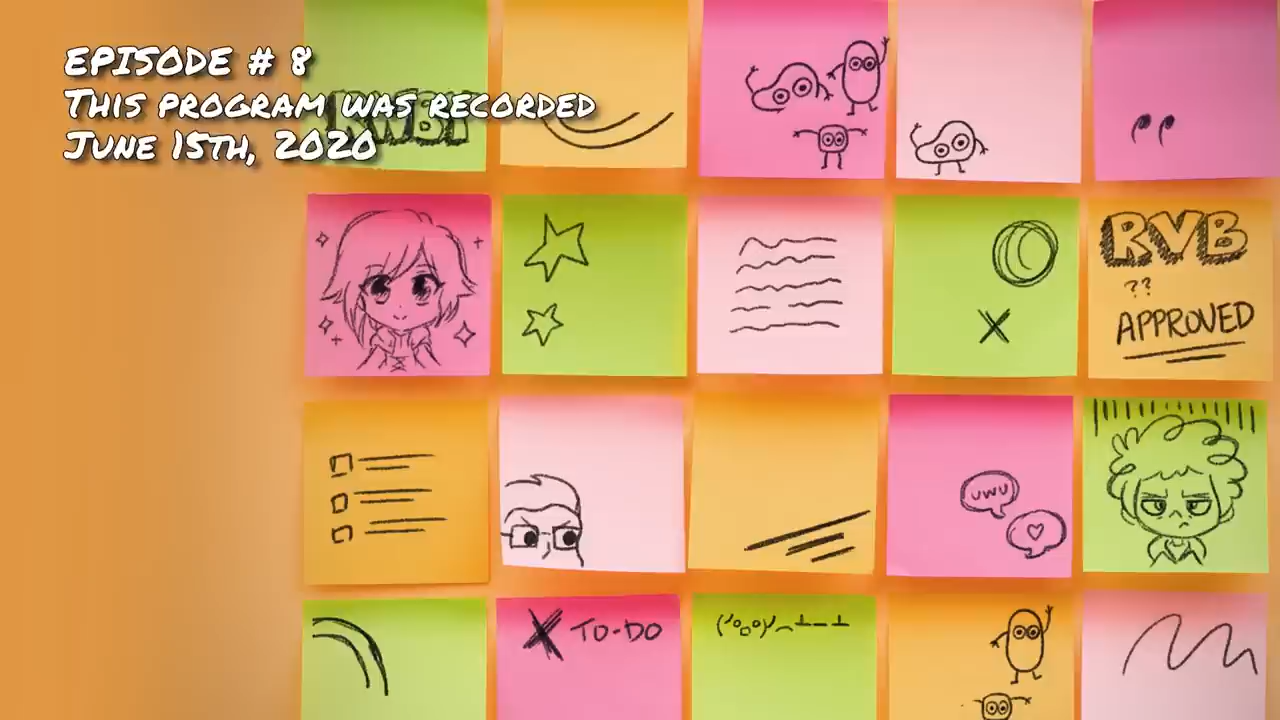 EPISODE # 8
THIS PROGRAM WAS RECORDED
JUNE 15TH, 2020
RVB
??
APPROVED
UWU
X TO-DO